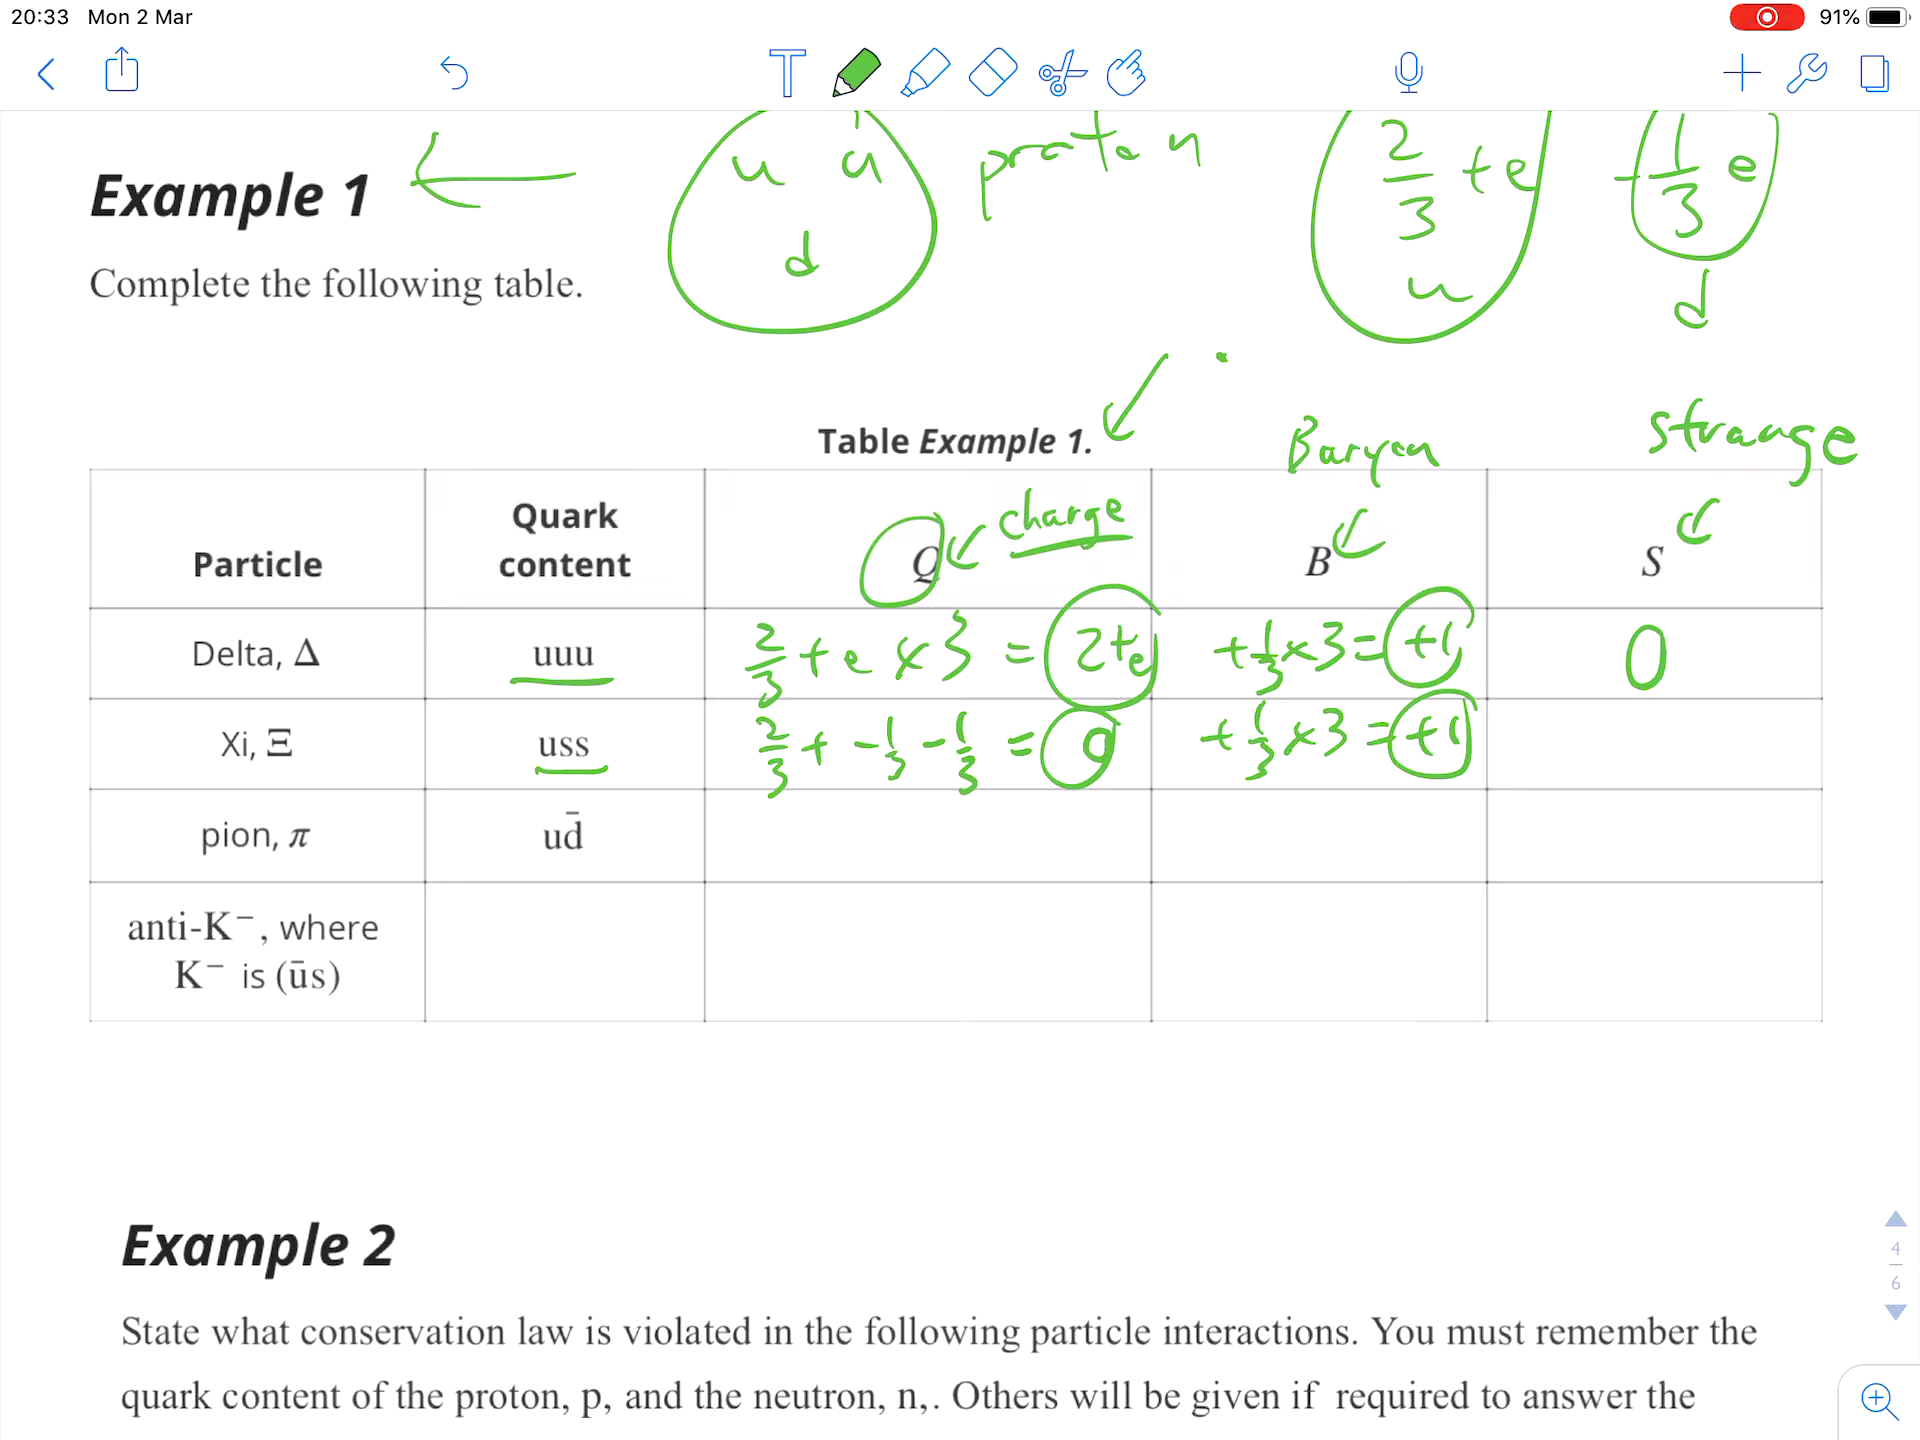 20:33 Mon 2 Mar 91%
u u proton 2/3 +e -1/3 e
d u d
Example 1
Complete the following table.
Table Example 1. Baryon strange
Particle Quark content Q charge B S
Delta, Δ uuu 2/3 +e x 3 = 2+e +1/3 x 3 = +1 0
Xi, Ξ uss 2/3 + -1/3 - 1/3 = 0 +1/3 x 3 = +1
pion, π ud̄
anti-K⁻, where
K⁻ is (ūs)
Example 2
State what conservation law is violated in the following particle interactions. You must remember the
quark content of the proton, p, and the neutron, n,. Others will be given if required to answer the
4
6